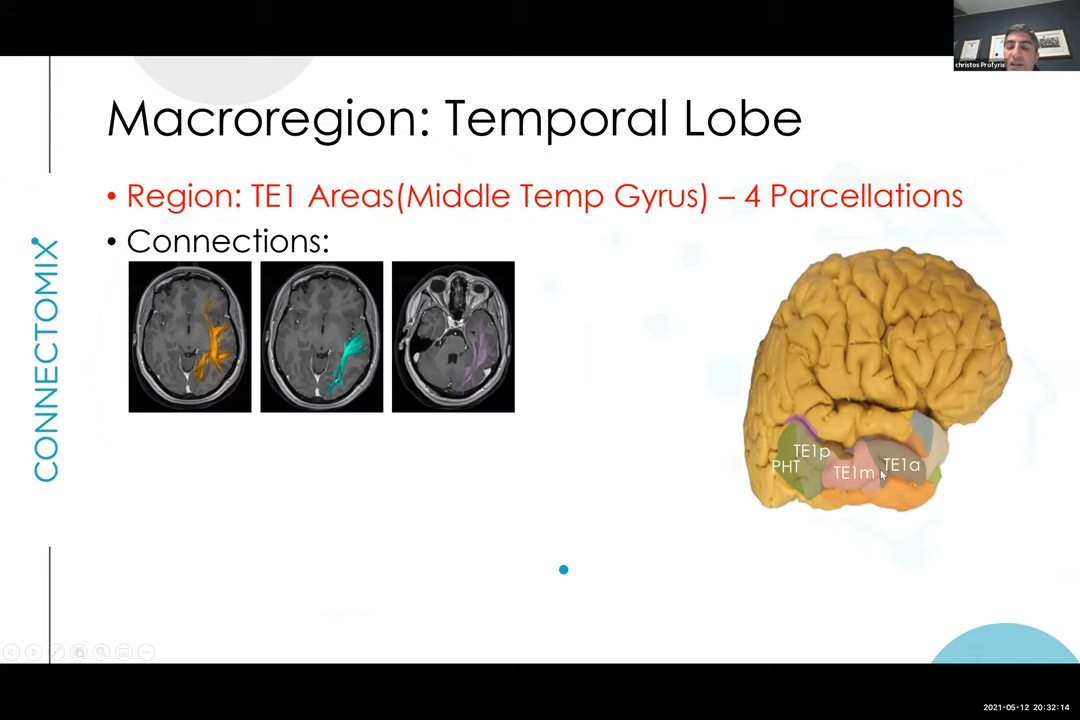 christos Profyris
Macroregion: Temporal Lobe
• Region: TE1 Areas(Middle Temp Gyrus) – 4 Parcellations
• Connections:
CONNECTOMIX
TE1p
PHT
TE1m
TE1a
2021-05-12 20:32:14